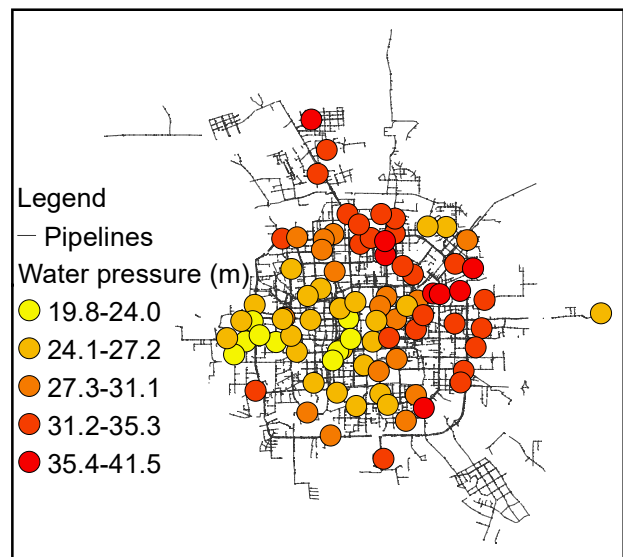 Legend
Pipelines
Water pressure (m)
19.8-24.0
24.1-27.2
27.3-31.1
31.2-35.3
35.4-41.5